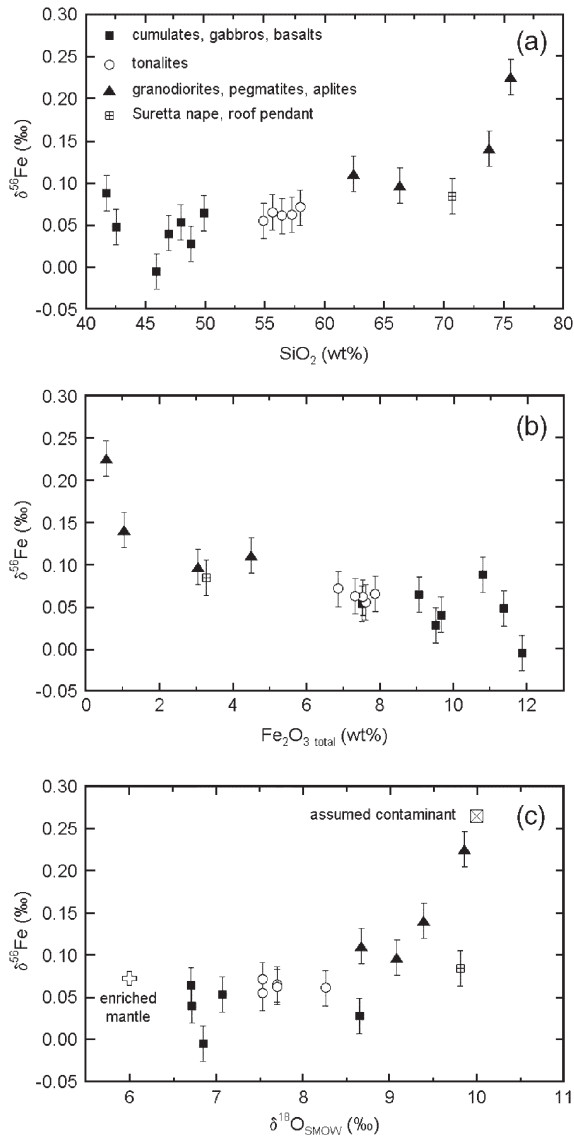 0.30
(a)
cumulates, gabbros, basalts
0.25
tonalites
0.20
granodiorites, pegmatites, aplites
Suretta nape, roof pendant
0.15
δ⁵⁶Fe (‰)
0.10
0.05
0.00
-0.05
40 45 50 55 60 65 70 75 80
SiO₂ (wt%)
0.30
(b)
0.25
0.20
0.15
δ⁵⁶Fe (‰)
0.10
0.05
0.00
-0.05
0 2 4 6 8 10 12
Fe₂O₃ total (wt%)
0.30
assumed contaminant
(c)
0.25
0.20
0.15
δ⁵⁶Fe (‰)
0.10
0.05
enriched
mantle
0.00
-0.05
6 7 8 9 10 11
δ¹⁸O SMOW (‰)